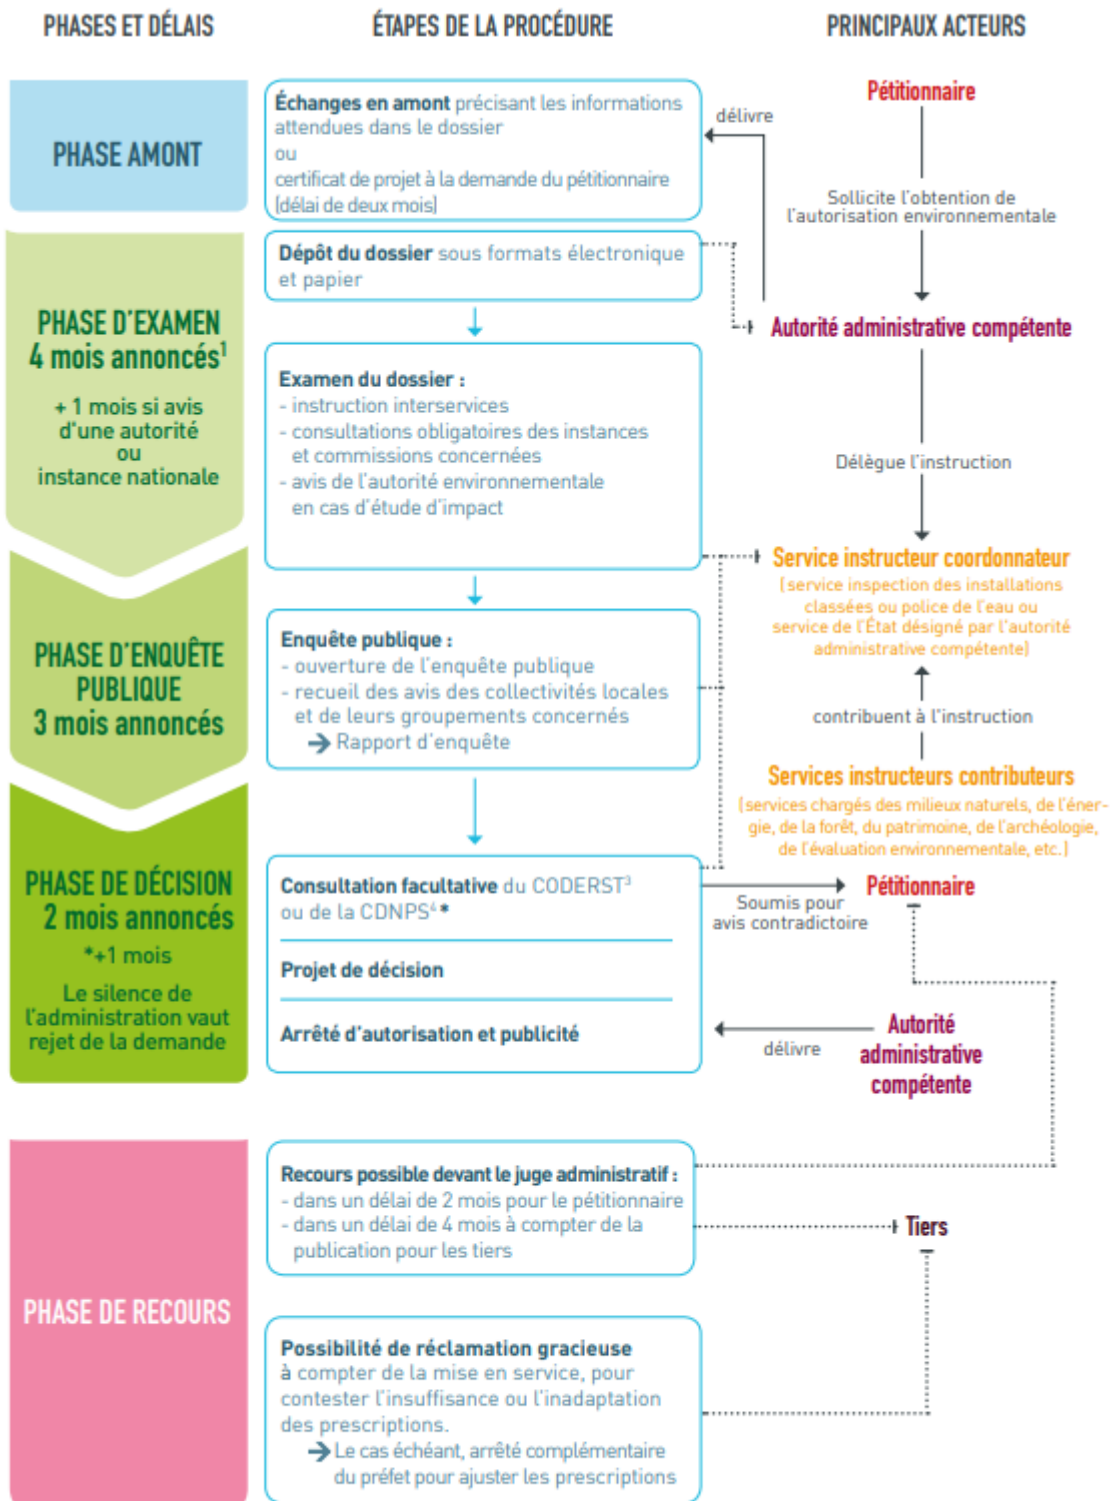 PHASES ET DÉLAIS
ÉTAPES DE LA PROCÉDURE
PRINCIPAUX ACTEURS
PHASE AMONT
Échanges en amont précisant les informations
attendues dans le dossier
ou
certificat de projet à la demande du pétitionnaire
(délai de deux mois)
délivre
Pétitionnaire
Sollicite l'obtention de
l'autorisation environnementale
PHASE D'EXAMEN
4 mois annoncés¹
+ 1 mois si avis
d'une autorité
ou
instance nationale
Dépôt du dossier sous formats électronique
et papier
Autorité administrative compétente
Examen du dossier :
- instruction interservices
- consultations obligatoires des instances
et commissions concernées
- avis de l'autorité environnementale
en cas d'étude d'impact
Délègue l'instruction
Service instructeur coordonnateur
(service inspection des installations
classées ou police de l'eau ou
service de l'État désigné par l'autorité
administrative compétente)
PHASE D'ENQUÊTE
PUBLIQUE
3 mois annoncés
Enquête publique :
- ouverture de l'enquête publique
- recueil des avis des collectivités locales
et de leurs groupements concernés
→ Rapport d'enquête
contribuent à l'instruction
Services instructeurs contributeurs
(services chargés des milieux naturels, de l'éner-
gie, de la forêt, du patrimoine, de l'archéologie,
de l'évaluation environnementale, etc.)
PHASE DE DÉCISION
2 mois annoncés
*+1 mois
Le silence de
l'administration vaut
rejet de la demande
Consultation facultative du CODERST³
ou de la CDNPS⁴ *
Projet de décision
Arrêté d'autorisation et publicité
Soumis pour
avis contradictoire
Pétitionnaire
délivre
Autorité
administrative
compétente
PHASE DE RECOURS
Recours possible devant le juge administratif :
- dans un délai de 2 mois pour le pétitionnaire
- dans un délai de 4 mois à compter de la
publication pour les tiers
Tiers
Possibilité de réclamation gracieuse
à compter de la mise en service, pour
contester l'insuffisance ou l'inadaptation
des prescriptions.
→ Le cas échéant, arrêté complémentaire
du préfet pour ajuster les prescriptions